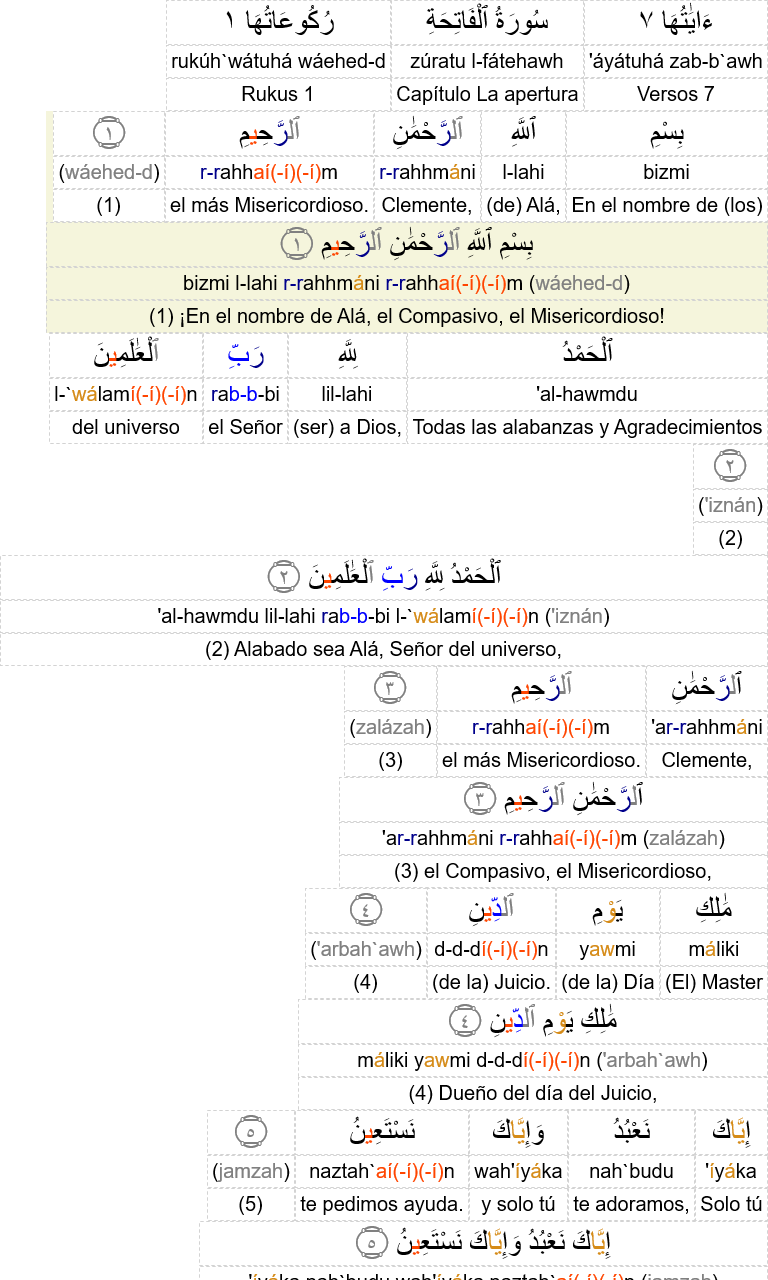 ءَايَٰتُهَا ٧ سُورَةُ ٱلْفَاتِحَةِ رُكُوعَاتُهَا ١
'áyátuhá zab-b`awh zúratu l-fátehawh rukúh`wátuhá wáehed-d
Versos 7 Capítulo La apertura Rukus 1
بِسْمِ ٱللَّهِ ٱلرَّحْمَٰنِ ٱلرَّحِيمِ ١
bizmi l-lahi r-rahhmáni r-rahhaí(-í)(-í)m (wáehed-d)
En el nombre de (los) (de) Alá, Clemente, el más Misericordioso. (1)
بِسْمِ ٱللَّهِ ٱلرَّحْمَٰنِ ٱلرَّحِيمِ ١
bizmi l-lahi r-rahhmáni r-rahhaí(-í)(-í)m (wáehed-d)
(1) ¡En el nombre de Alá, el Compasivo, el Misericordioso!
ٱلْحَمْدُ لِلَّهِ رَبِّ ٱلْعَٰلَمِينَ
'al-hawmdu lil-lahi rab-b-bi l-`wálamí(-í)(-í)n
Todas las alabanzas y Agradecimientos (ser) a Dios, el Señor del universo
٢
('iznán)
(2)
ٱلْحَمْدُ لِلَّهِ رَبِّ ٱلْعَٰلَمِينَ ٢
'al-hawmdu lil-lahi rab-b-bi l-`wálamí(-í)(-í)n ('iznán)
(2) Alabado sea Alá, Señor del universo,
ٱلرَّحْمَٰنِ ٱلرَّحِيمِ ٣
'ar-rahhmáni r-rahhaí(-í)(-í)m (zalázah)
Clemente, el más Misericordioso. (3)
ٱلرَّحْمَٰنِ ٱلرَّحِيمِ ٣
'ar-rahhmáni r-rahhaí(-í)(-í)m (zalázah)
(3) el Compasivo, el Misericordioso,
مَٰلِكِ يَوْمِ ٱلدِّينِ ٤
máliki yawmi d-d-dí(-í)(-í)n ('arbah`awh)
(El) Master (de la) Día (de la) Juicio. (4)
مَٰلِكِ يَوْمِ ٱلدِّينِ ٤
máliki yawmi d-d-dí(-í)(-í)n ('arbah`awh)
(4) Dueño del día del Juicio,
إِيَّاكَ نَعْبُدُ وَإِيَّاكَ نَسْتَعِينُ ٥
'íyáka nah`budu wah'íyáka naztah`aí(-í)(-í)n (jamzah)
Solo tú te adoramos, y solo tú te pedimos ayuda. (5)
إِيَّاكَ نَعْبُدُ وَإِيَّاكَ نَسْتَعِينُ ٥
'íyáka nah`budu wah'íyáka naztah`aí(-í)(-í)n (jamzah)